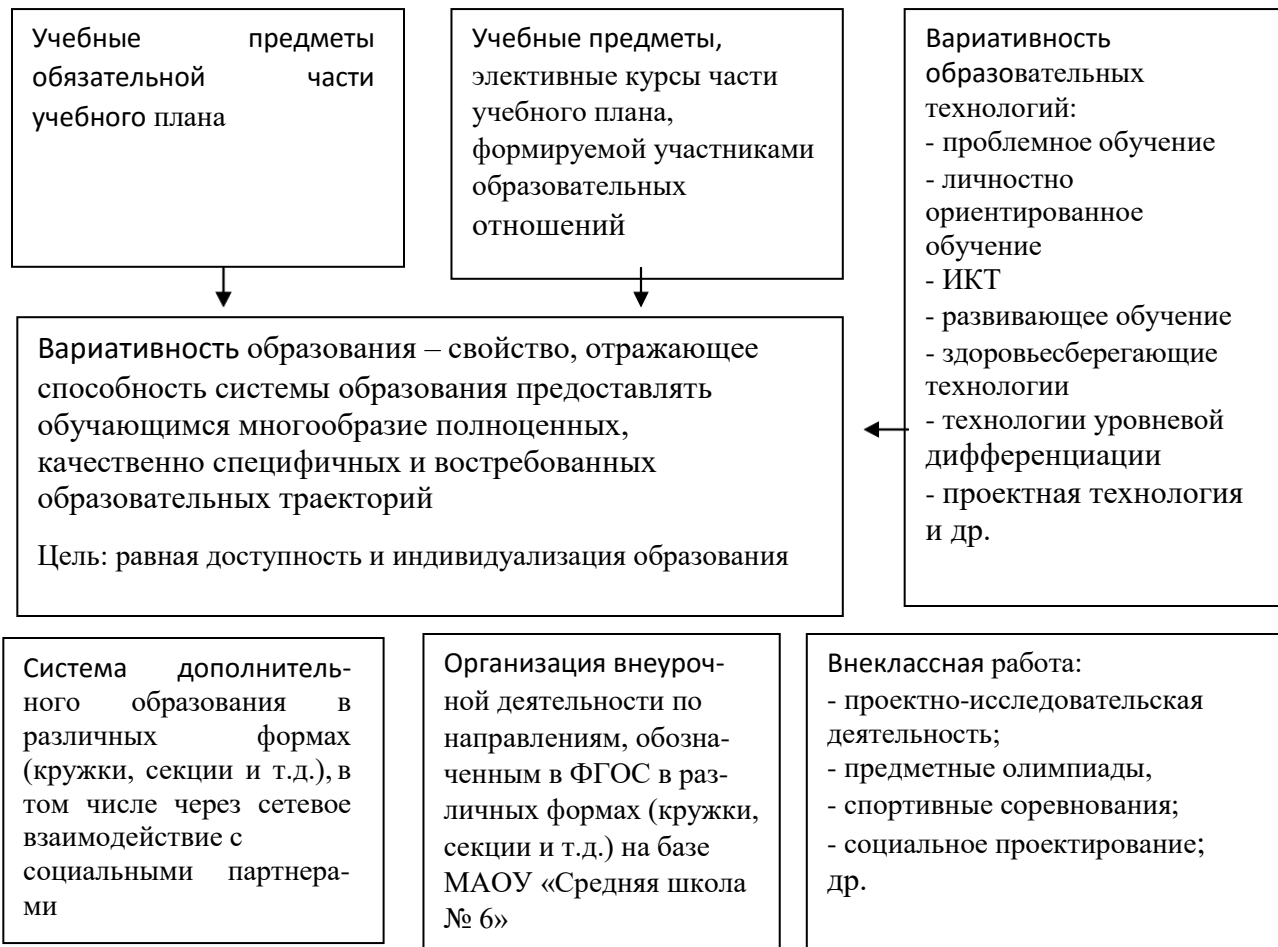 Учебные предметы
обязательной части
учебного плана
Учебные предметы,
элективные курсы части
учебного плана,
формируемой участниками
образовательных
отношений
Вариативность
образовательных
технологий:
- проблемное обучение
- личностно
ориентированное
обучение
- ИКТ
- развивающее обучение
- здоровьесберегающие
технологии
- технологии уровневой
дифференциации
- проектная технология
и др.
Вариативность образования – свойство, отражающее
способность системы образования предоставлять
обучающимся многообразие полноценных,
качественно специфичных и востребованных
образовательных траекторий
Цель: равная доступность и индивидуализация образования
Система дополнитель-
ного образования в
различных формах
(кружки, секции и т.д.), в
том числе через сетевое
взаимодействие с
социальными партнера-
ми
Организация внеуроч-
ной деятельности по
направлениям, обозна-
ченным в ФГОС в раз-
личных формах (кружки,
секции и т.д.) на базе
МАОУ «Средняя школа
№ 6»
Внеклассная работа:
- проектно-исследовательская
деятельность;
- предметные олимпиады,
- спортивные соревнования;
- социальное проектирование;
др.